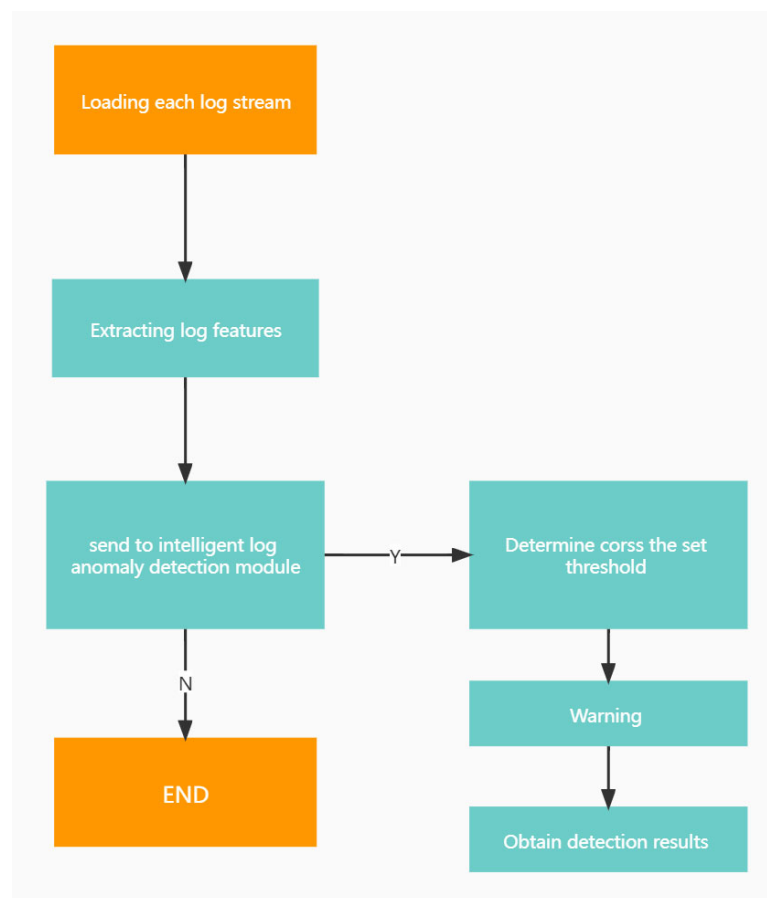 Loading each log stream
Extracting log features
send to intelligent log
anomaly detection module
Y
Determine corss the set
threshold
N
Warning
END
Obtain detection results